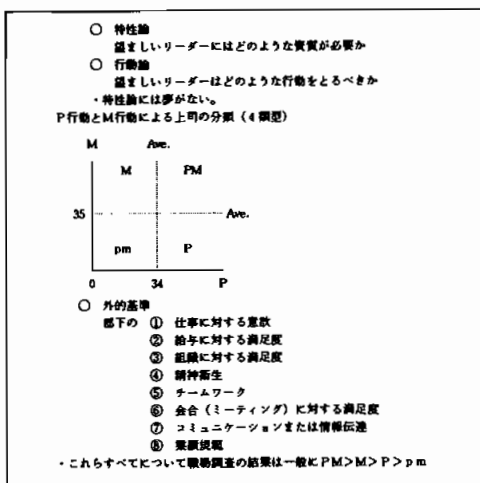 ○ 特性論
望ましいリーダーにはどのような資質が必要か
○ 行動論
望ましいリーダーはどのような行動をとるべきか
・特性論には夢がない。
P行動とM行動による上司の分類（4類型）
M Ave.
M PM
35 Ave.
pm P
0 34 P
○ 外的基準
部下の ① 仕事に対する意欲
② 給与に対する満足度
③ 組織に対する満足度
④ 精神衛生
⑤ チームワーク
⑥ 会合（ミーティング）に対する満足度
⑦ コミュニケーションまたは情報伝達
⑧ 業績規範
・これらすべてについて職場調査の結果は一般にPM＞M＞P＞pm